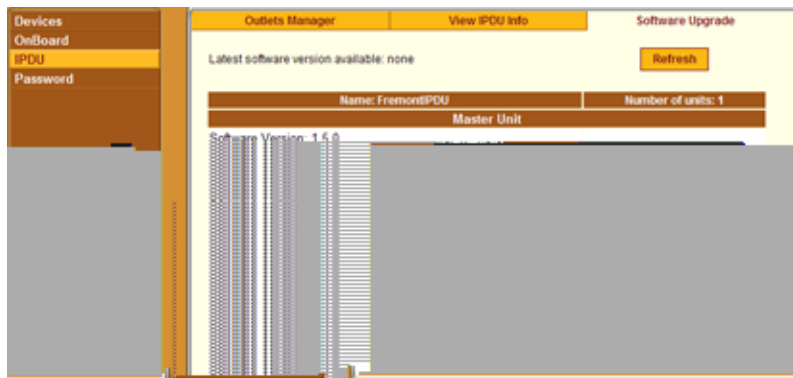 Devices
OnBoard
IPDU
Password
Outlets Manager
View IPDU Info
Software Upgrade
Latest software version available: none
Refresh
Name: FremontIPDU
Number of units: 1
Master Unit
Software Version: 1.5.0